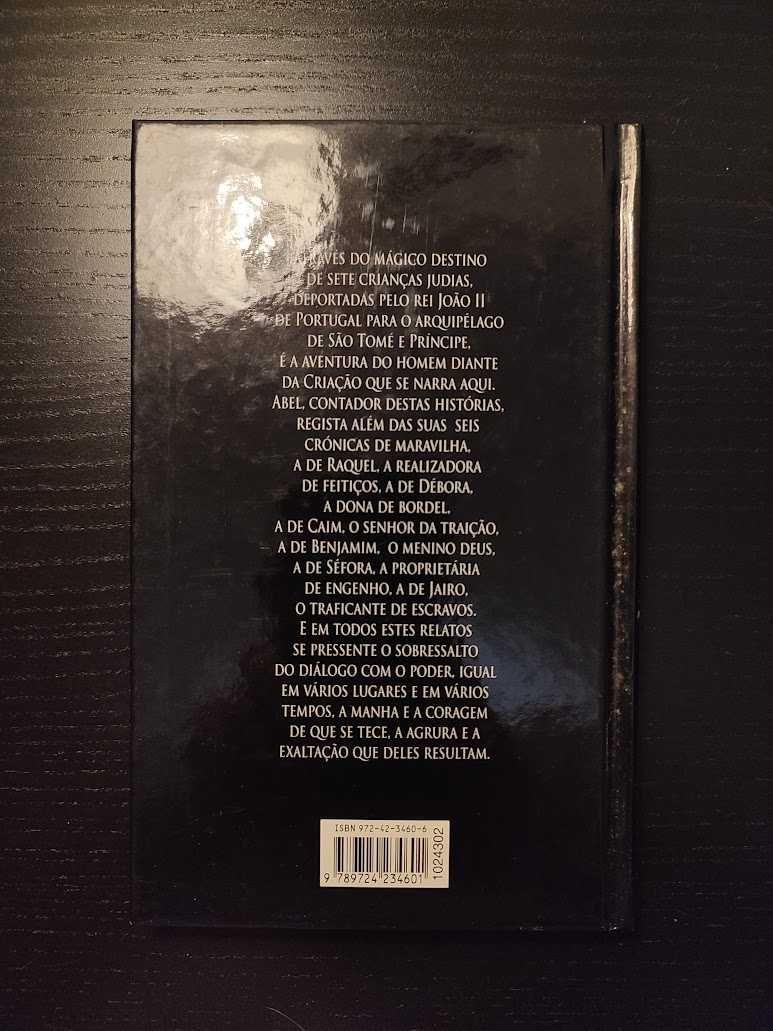 ATRAVÉS DO MÁGICO DESTINO
DE SETE CRIANÇAS JUDIAS,
DEPORTADAS PELO REI JOÃO II
DE PORTUGAL PARA O ARQUIPÉLAGO
DE SÃO TOMÉ E PRÍNCIPE,
É A AVENTURA DO HOMEM DIANTE
DA CRIAÇÃO QUE SE NARRA AQUI.
ABEL, CONTADOR DESTAS HISTÓRIAS,
REGISTA ALÉM DAS SUAS SEIS
CRÓNICAS DE MARAVILHA,
A DE RAQUEL, A REALIZADORA
DE FEITIÇOS, A DE DÉBORA,
A DONA DE BORDEL,
A DE CAIM, O SENHOR DA TRAIÇÃO,
A DE BENJAMIM, O MENINO DEUS,
A DE SÉFORA, A PROPRIETÁRIA
DE ENGENHO, A DE JAIRO,
O TRAFICANTE DE ESCRAVOS.
E EM TODOS ESTES RELATOS
SE PRESSENTE O SOBRESSALTO
DO DIÁLOGO COM O PODER, IGUAL
EM VÁRIOS LUGARES E EM VÁRIOS
TEMPOS, A MANHA E A CORAGEM
DE QUE SE TECE, A AGRURA E A
EXALTAÇÃO QUE DELES RESULTAM.
ISBN 972-42-3460-6
9 789724 234601
1024302